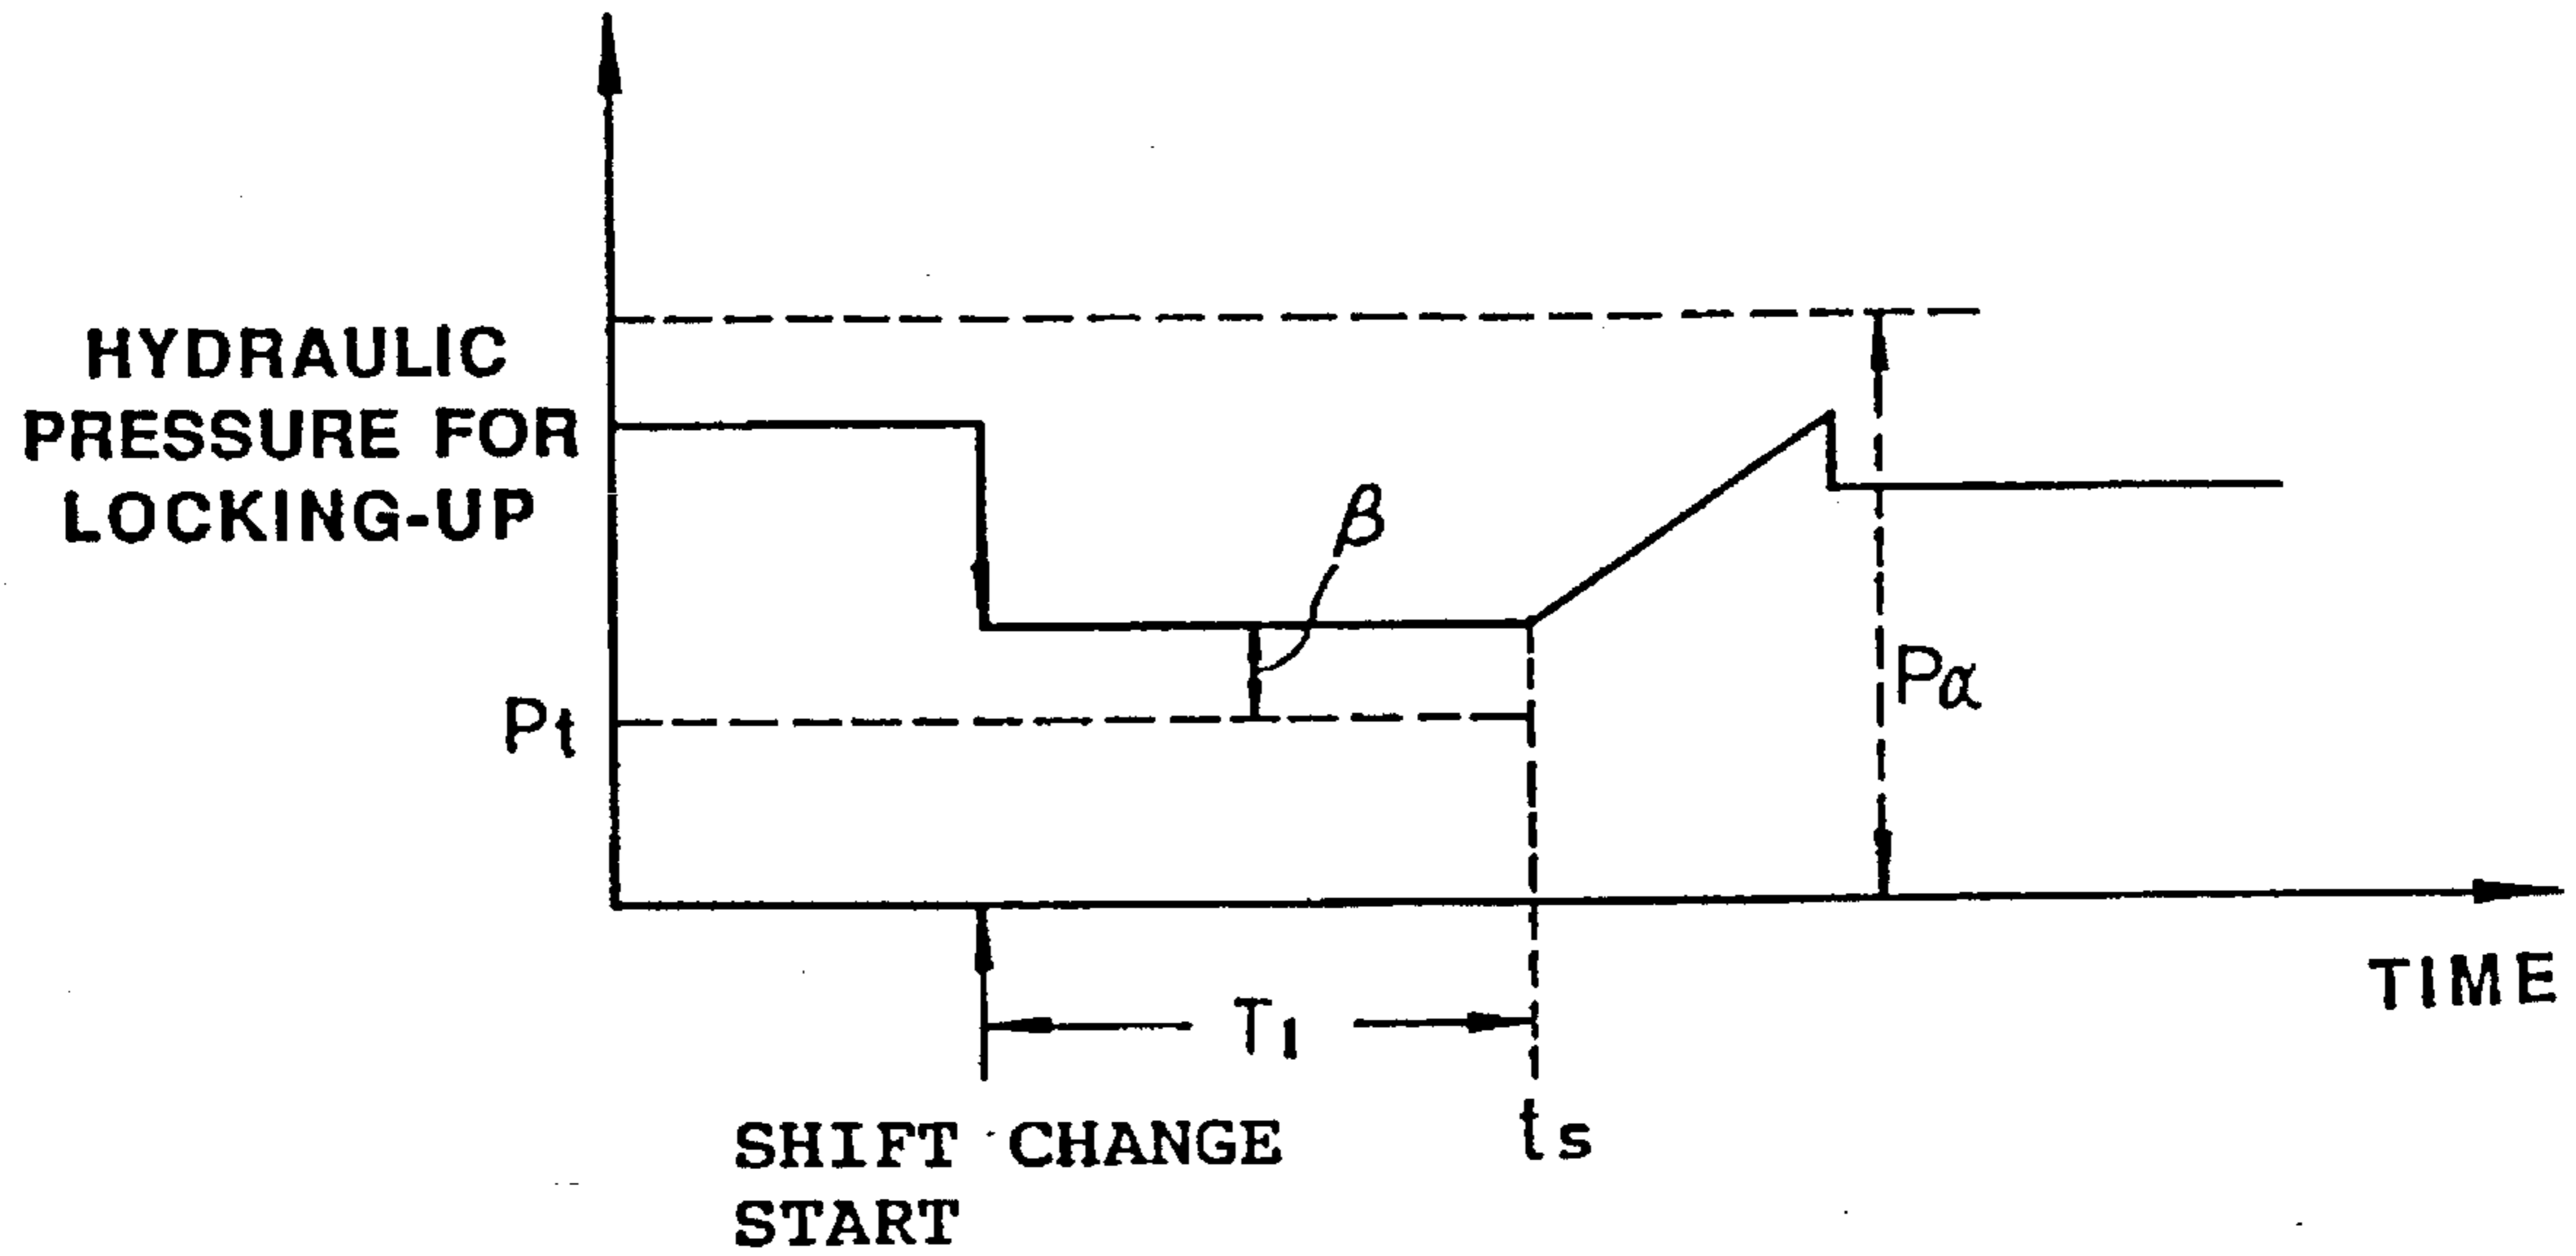 HYDRAULIC
PRESSURE FOR
LOCKING-UP
β
Pt
Pα
TIME
T1
ts
SHIFT CHANGE
START